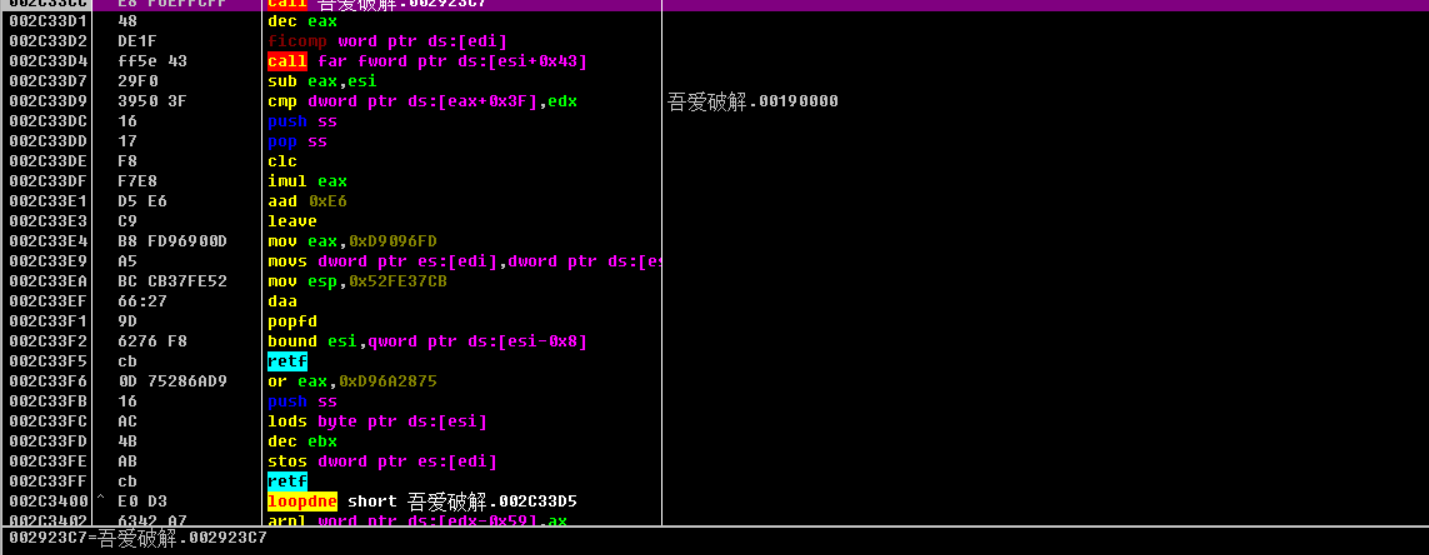 002C33CC E8 F6EFFCFF call 吾爱破解.002923C7
002C33D1 48 dec eax
002C33D2 DE1F ficomp word ptr ds:[edi]
002C33D4 ff5e 43 call far fword ptr ds:[esi+0x43]
002C33D7 29F0 sub eax,esi
002C33D9 3950 3F cmp dword ptr ds:[eax+0x3F],edx 吾爱破解.00190000
002C33DC 16 push ss
002C33DD 17 pop ss
002C33DE F8 clc
002C33DF F7E8 imul eax
002C33E1 D5 E6 aad 0xE6
002C33E3 C9 leave
002C33E4 B8 FD96900D mov eax,0xD9096FD
002C33E9 A5 movs dword ptr es:[edi],dword ptr ds:[es
002C33EA BC CB37FE52 mov esp,0x52FE37CB
002C33EF 66:27 daa
002C33F1 9D popfd
002C33F2 6276 F8 bound esi,qword ptr ds:[esi-0x8]
002C33F5 cb retf
002C33F6 0D 75286AD9 or eax,0xD96A2875
002C33FB 16 push ss
002C33FC AC lods byte ptr ds:[esi]
002C33FD 4B dec ebx
002C33FE AB stos dword ptr es:[edi]
002C33FF cb retf
002C3400 ^ E0 D3 loopdne short 吾爱破解.002C33D5
002C3402 6342 A7 arpl word ptr ds:[edx-0x59],ax
002923C7=吾爱破解.002923C7